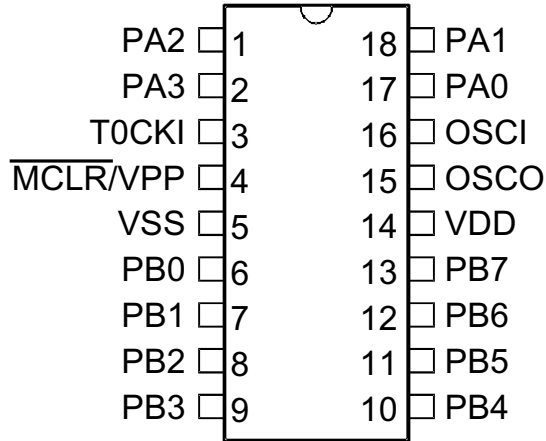 PA2 1 18 PA1
PA3 2 17 PA0
T0CKI 3 16 OSCI
MCLR/VPP 4 15 OSCO
VSS 5 14 VDD
PB0 6 13 PB7
PB1 7 12 PB6
PB2 8 11 PB5
PB3 9 10 PB4